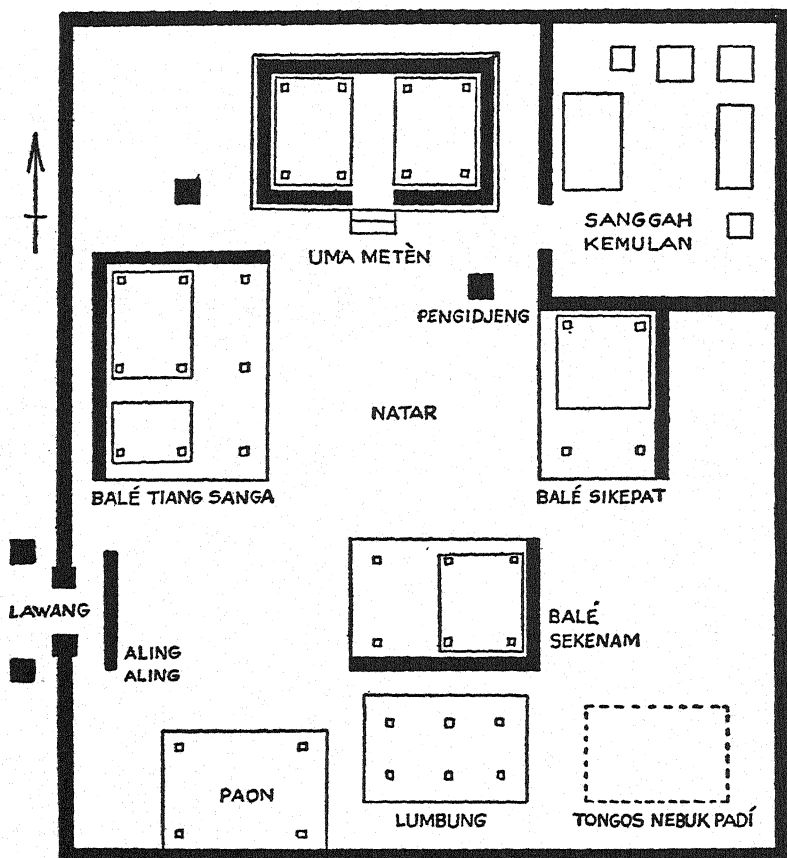 SANGGAH
KEMULAN
UMA METÈN
PENGIDJENG
NATAR
BALÉ TIANG SANGA
BALÉ SIKEPAT
LAWANG
ALING
ALING
BALÉ
SEKENAM
PAON
LUMBUNG
TONGOS NEBUK PADÍ